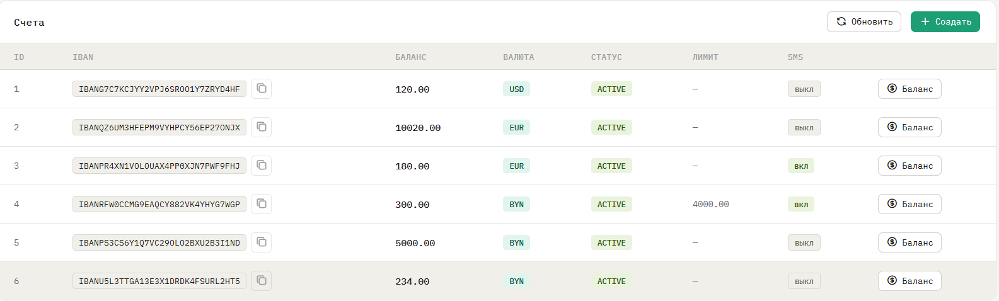 Счета
Обновить
+ Создать
ID IBAN БАЛАНС ВАЛЮТА СТАТУС ЛИМИТ SMS
1 IBANG7C7KCJYY2VPJ6SROO1Y7ZRYD4HF 120.00 USD ACTIVE — выкл Баланс
2 IBANQZ6UM3HFEPM9VYHPCY56EP27ONJX 10020.00 EUR ACTIVE — выкл Баланс
3 IBANPR4XN1VOLOUAX4PP0XJN7PWF9FHJ 180.00 EUR ACTIVE — вкл Баланс
4 IBANRFW0CCMG9EAQCY882VK4YHYG7WGP 300.00 BYN ACTIVE 4000.00 вкл Баланс
5 IBANPS3CS6Y1Q7VC29OLO2BXU2B3I1ND 5000.00 BYN ACTIVE — выкл Баланс
6 IBANU5L3TTGA13E3X1DRDK4FSURL2HT5 234.00 BYN ACTIVE — выкл Баланс